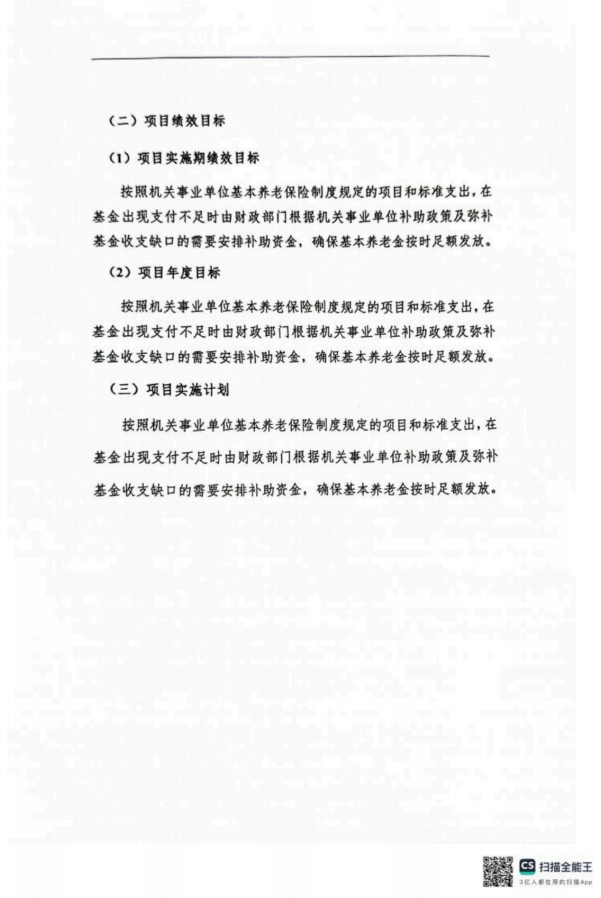 （二）项目绩效目标
（1）项目实施期绩效目标
按照机关事业单位基本养老保险制度规定的项目和标准支出，在
基金出现支付不足时由财政部门根据机关事业单位补助政策及弥补
基金收支缺口的需要安排补助资金，确保基本养老金按时足额发放。
（2）项目年度目标
按照机关事业单位基本养老保险制度规定的项目和标准支出，在
基金出现支付不足时由财政部门根据机关事业单位补助政策及弥补
基金收支缺口的需要安排补助资金，确保基本养老金按时足额发放。
（三）项目实施计划
按照机关事业单位基本养老保险制度规定的项目和标准支出，在
基金出现支付不足时由财政部门根据机关事业单位补助政策及弥补
基金收支缺口的需要安排补助资金，确保基本养老金按时足额发放。
CS 扫描全能王
3亿人都在用的扫描App